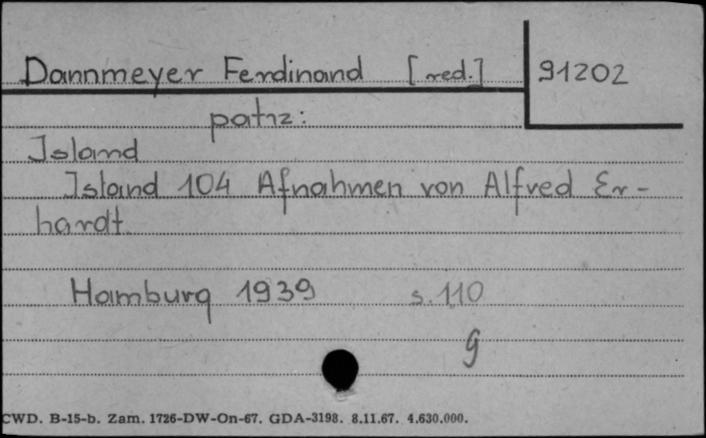 Dannmeyer Ferdinand [red.]
91202
patrz:
Island
Island 104 Afnahmen von Alfred Er-
hardt.
Hamburg 1939 s. 110
g
CWD. B-15-b. Zam. 1726-DW-On-67. GDA-3198. 8.11.67. 4.630.000.